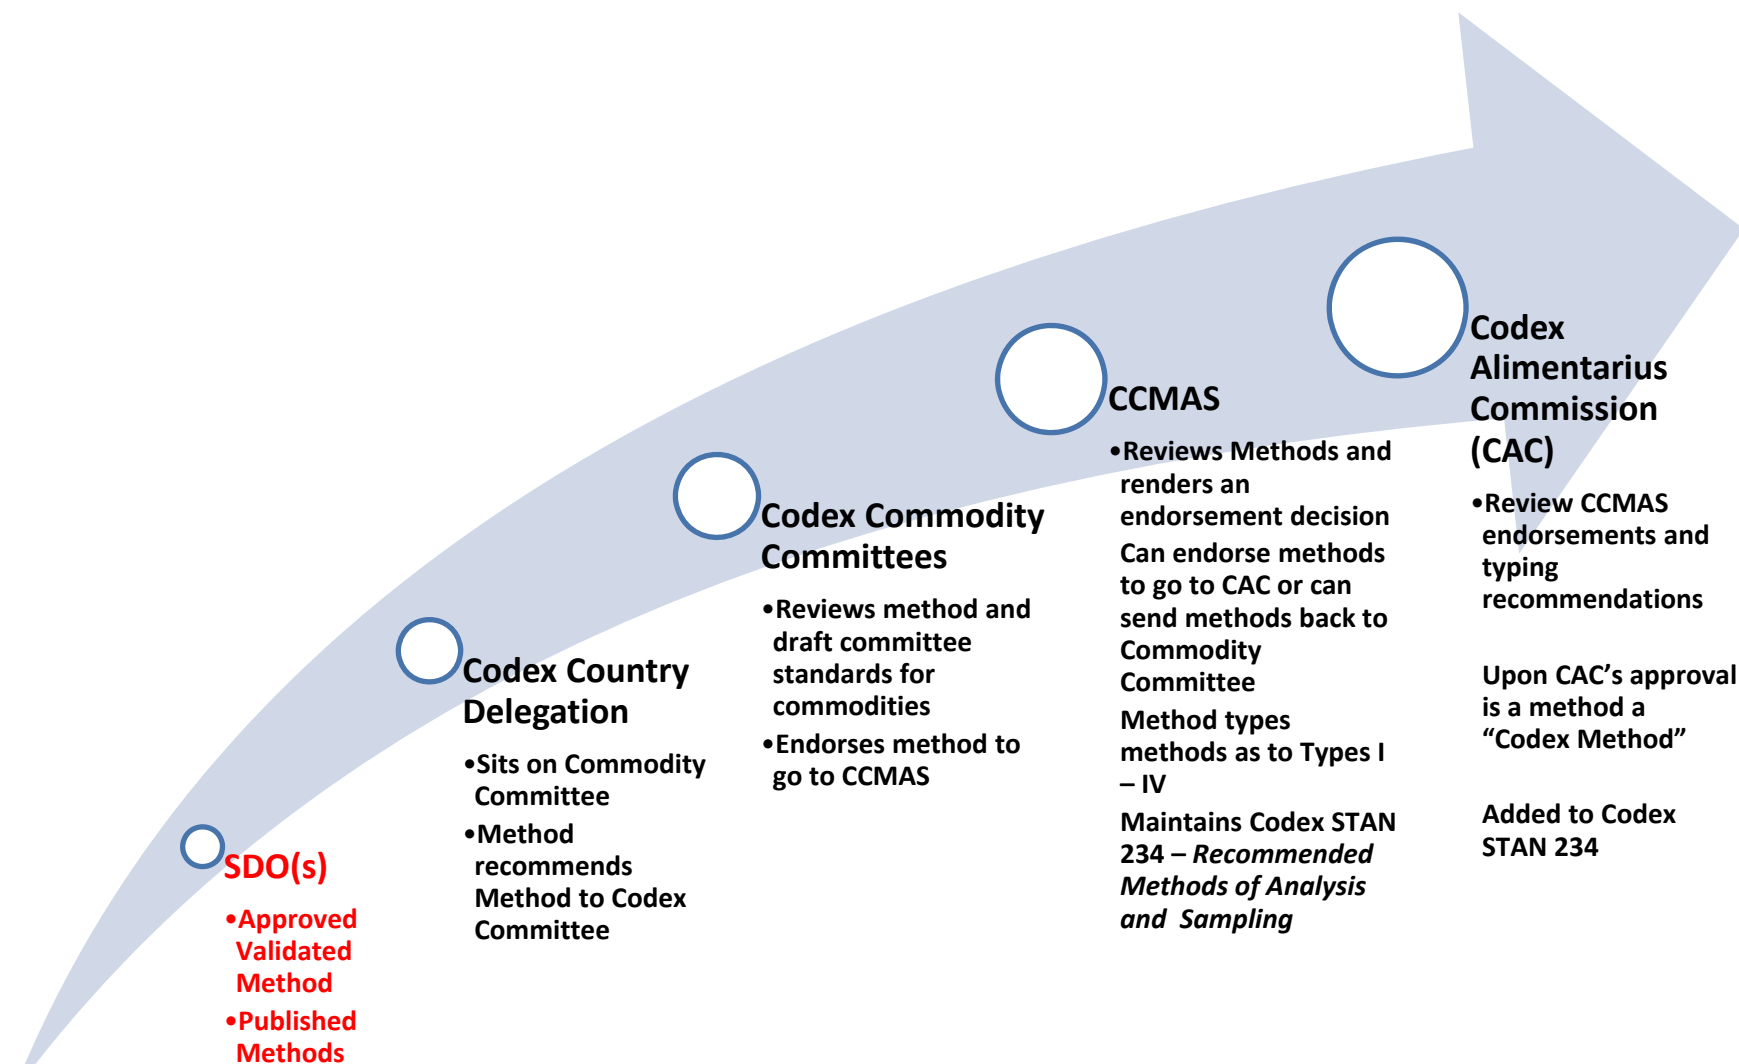 SDO(s)
•Approved
Validated
Method
•Published
Methods
Codex Country
Delegation
•Sits on Commodity
Committee
•Method
recommends
Method to Codex
Committee
Codex Commodity
Committees
•Reviews method and
draft committee
standards for
commodities
•Endorses method to
go to CCMAS
CCMAS
•Reviews Methods and
renders an
endorsement decision
Can endorse methods
to go to CAC or can
send methods back to
Commodity
Committee
Method types
methods as to Types I
– IV
Maintains Codex STAN
234 – Recommended
Methods of Analysis
and Sampling
Codex
Alimentarius
Commission
(CAC)
•Review CCMAS
endorsements and
typing
recommendations
Upon CAC’s approval
is a method a
“Codex Method”
Added to Codex
STAN 234